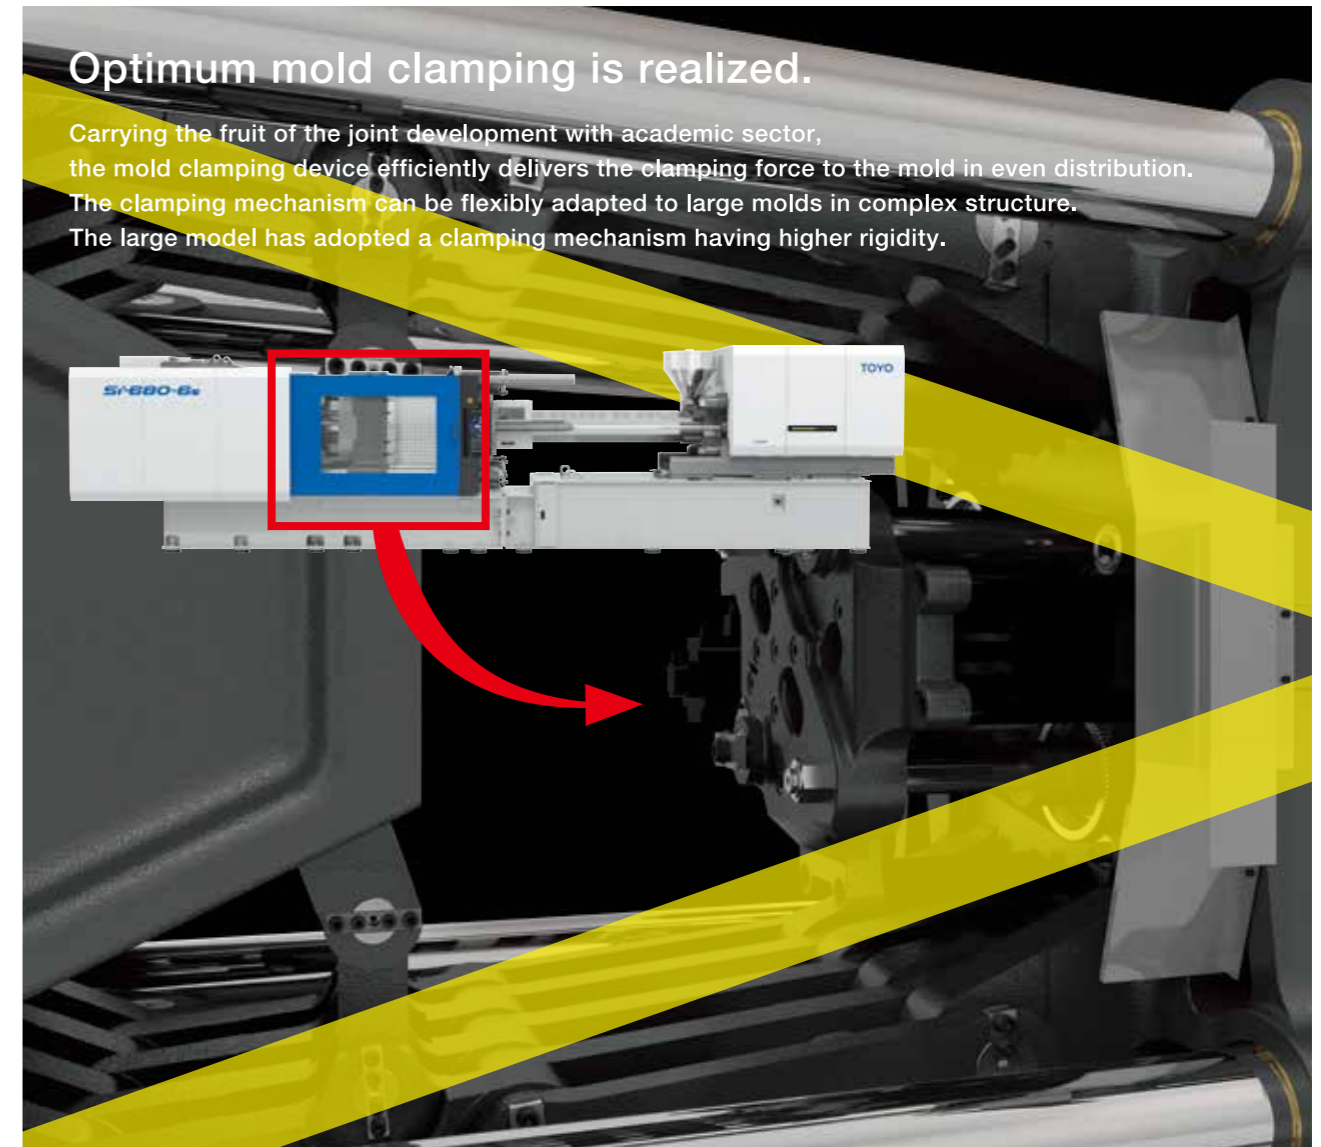 Optimum mold clamping is realized.
Carrying the fruit of the joint development with academic sector,
the mold clamping device efficiently delivers the clamping force to the mold in even distribution.
The clamping mechanism can be flexibly adapted to large molds in complex structure.
The large model has adopted a clamping mechanism having higher rigidity.
TOYO
Si-680-6s